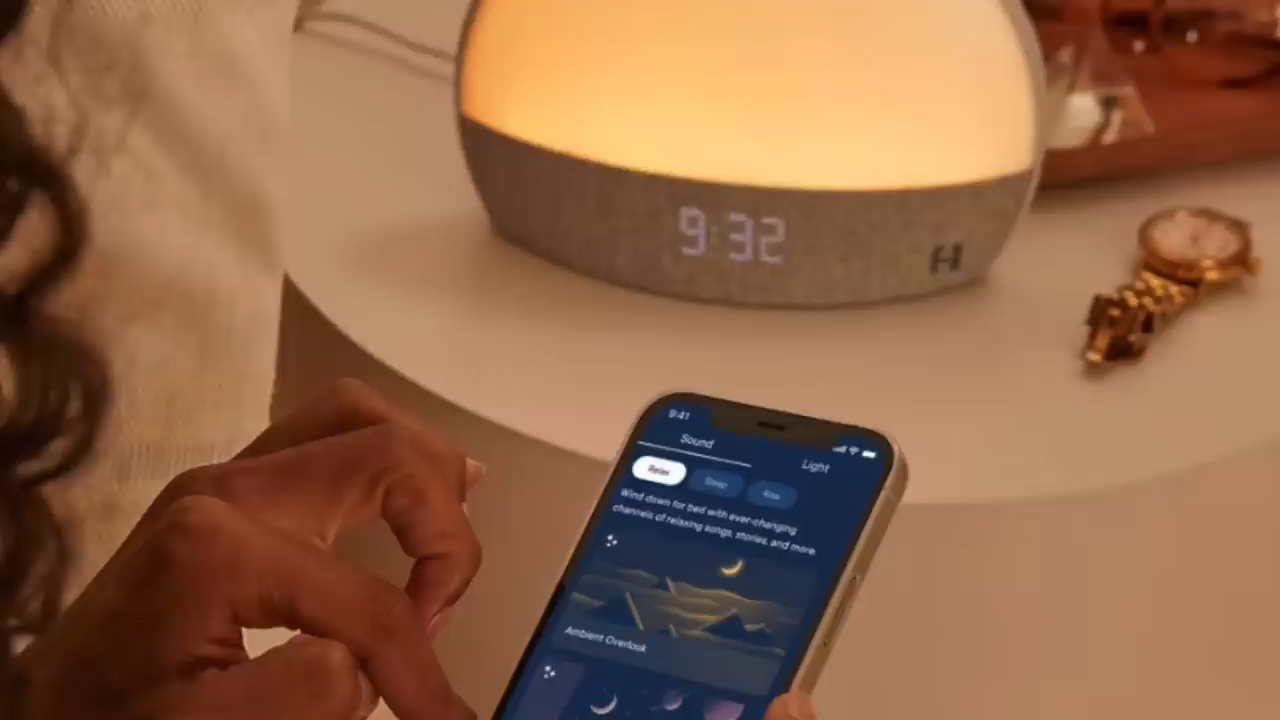 9:32
H
9:41
Sound
Light
Relax
Sleep
Rise
Wind down for bed with ever-changing
channels of relaxing songs, stories, and more.
Ambient Overlook